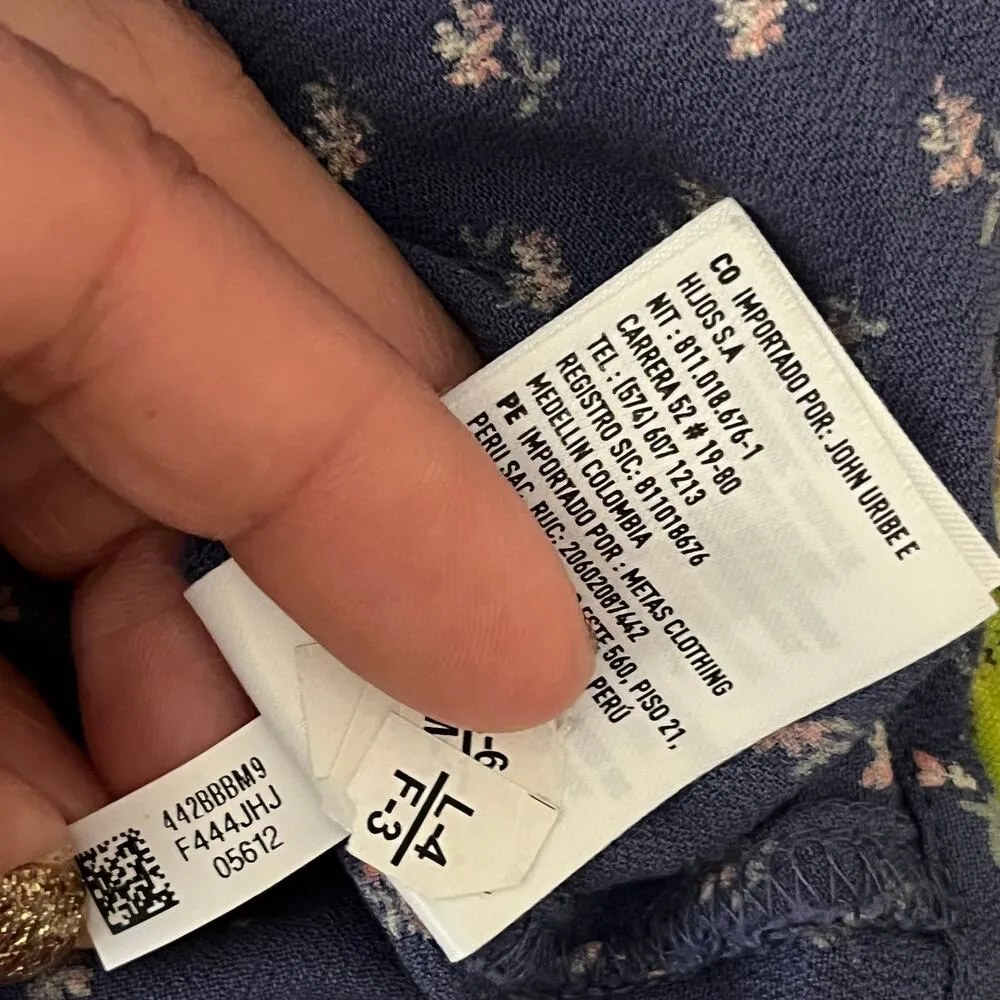 CO IMPORTADO POR: JOHN URIBE E
HIJOS S.A
NIT : 811.018.676-1
CARRERA 52 # 19-80
TEL : (574) 607 1213
REGISTRO SIC: 811018676
MEDELLIN COLOMBIA
PE IMPORTADO POR : METAS CLOTHING
PERU SAC RUC: 20602087442
ESTE 560, PISO 21,
PERÚ
-6
L-4
F-3
442BBBM9
F444JHJ
05612